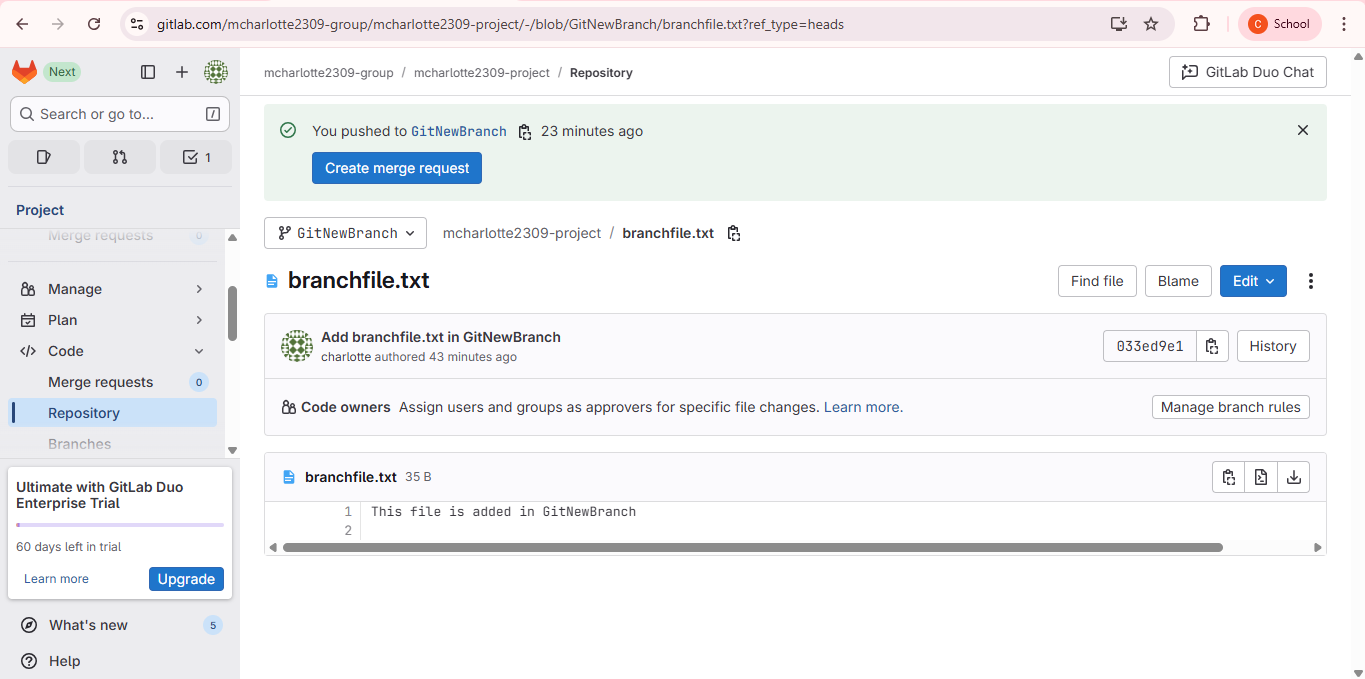 gitlab.com/mcharlotte2309-group/mcharlotte2309-project/-/blob/GitNewBranch/branchfile.txt?ref_type=heads
C School
Next
mcharlotte2309-group / mcharlotte2309-project / Repository
GitLab Duo Chat
Search or go to... /
1
Project
Merge requests 0
Manage
Plan
Code
Merge requests 0
Repository
Branches
Ultimate with GitLab Duo
Enterprise Trial
60 days left in trial
Learn more Upgrade
What's new 5
Help
You pushed to GitNewBranch 23 minutes ago
Create merge request
GitNewBranch mcharlotte2309-project / branchfile.txt
branchfile.txt
Find file Blame Edit
Add branchfile.txt in GitNewBranch
charlotte authored 43 minutes ago
033ed9e1 History
Code owners Assign users and groups as approvers for specific file changes. Learn more.
Manage branch rules
branchfile.txt 35 B
1 This file is added in GitNewBranch
2